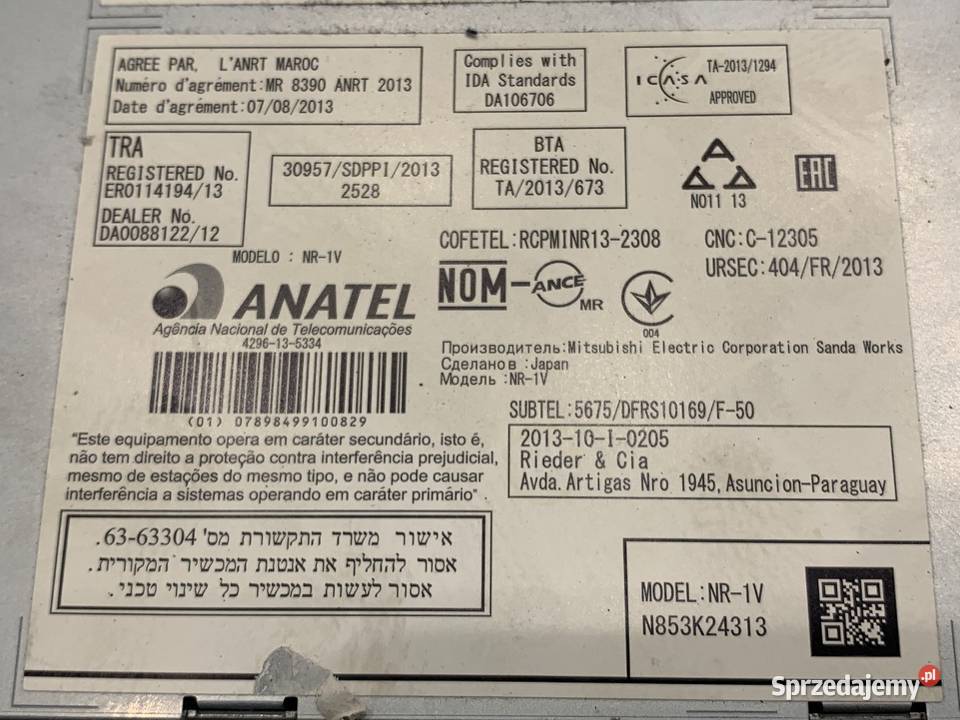 AGREE PAR, L'ANRT MAROC
Numéro d'agrément:MR 8390 ANRT 2013
Date d'agrément:07/08/2013
Complies with
IDA Standards
DA106706
ICASA
TA-2013/1294
APPROVED
TRA
REGISTERED No.
ER0114194/13
DEALER No.
DA0088122/12
30957/SDPPI/2013
2528
BTA
REGISTERED No.
TA/2013/673
N011 13
EAC
COFETEL:RCPMINR13-2308
CNC:C-12305
URSEC:404/FR/2013
MODELO : NR-1V
ANATEL
Agência Nacional de Telecomunicações
4296-13-5334
(01) 07898499100829
NOM-ANCE MR
004
Производитель:Mitsubishi Electric Corporation Sanda Works
Сделанов :Japan
Модель :NR-1V
SUBTEL:5675/DFRS10169/F-50
2013-10-I-0205
Rieder & Cia
Avda.Artigas Nro 1945,Asuncion-Paraguay
"Este equipamento opera em caráter secundário, isto é,
não tem direito a proteção contra interferência prejudicial,
mesmo de estações do mesmo tipo, e não pode causar
interferência a sistemas operando em caráter primário".
אישור משרד התקשורת מס' 63-63304.
אסור להחליף את אנטנת המכשיר המקורית.
אסור לעשות במכשיר כל שינוי טכני.
MODEL:NR-1V
N853K24313
Sprzedajemy.pl